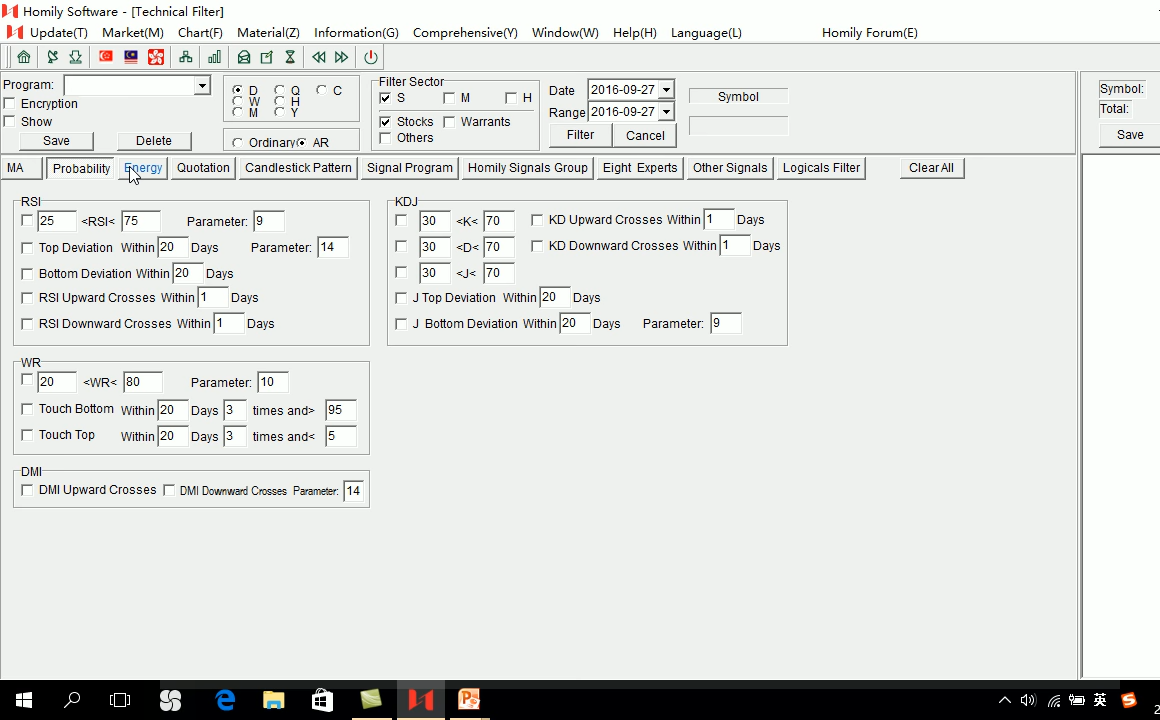 Homily Software - [Technical Filter]
Update(T) Market(M) Chart(F) Material(Z) Information(G) Comprehensive(Y) Window(W) Help(H) Language(L) Homily Forum(E)
Program:
Encryption
Show
Save Delete
D Q C
W H
M Y
Ordinary AR
Filter Sector
S M H
Stocks Warrants
Others
Date 2016-09-27
Range 2016-09-27
Filter Cancel
Symbol
Symbol:
Total:
Save
MA Probability Energy Quotation Candlestick Pattern Signal Program Homily Signals Group Eight Experts Other Signals Logicals Filter Clear All
RSI
25 <RSI< 75 Parameter: 9
Top Deviation Within 20 Days Parameter: 14
Bottom Deviation Within 20 Days
RSI Upward Crosses Within 1 Days
RSI Downward Crosses Within 1 Days
KDJ
30 <K< 70 KD Upward Crosses Within 1 Days
30 <D< 70 KD Downward Crosses Within 1 Days
30 <J< 70
J Top Deviation Within 20 Days
J Bottom Deviation Within 20 Days Parameter: 9
WR
20 <WR< 80 Parameter: 10
Touch Bottom Within 20 Days 3 times and> 95
Touch Top Within 20 Days 3 times and< 5
DMI
DMI Upward Crosses DMI Downward Crosses Parameter: 14
英
2